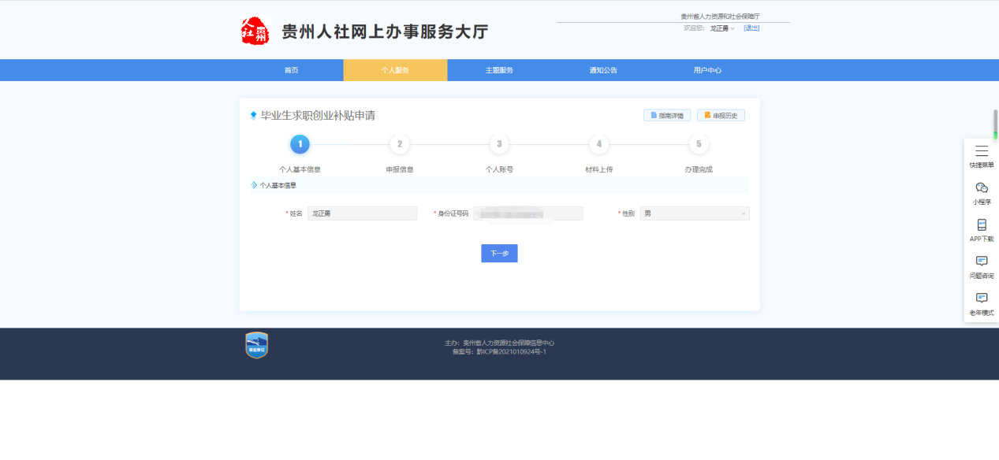 贵州省人力资源和社会保障厅
人社贵州
贵州人社网上办事服务大厅
欢迎您: 龙正勇 [退出]
首页 个人服务 主题服务 通知公告 用户中心
毕业生求职创业补贴申请 指南详情 申报历史
1 2 3 4 5
个人基本信息 申报信息 个人账号 材料上传 办理完成
个人基本信息
*姓名 龙正勇 *身份证号码 *性别 男
下一步
快捷菜单
小程序
APP下载
问题咨询
老年模式
事业单位
主办:贵州省人力资源社会保障信息中心
备案号:黔ICP备2021010924号-1